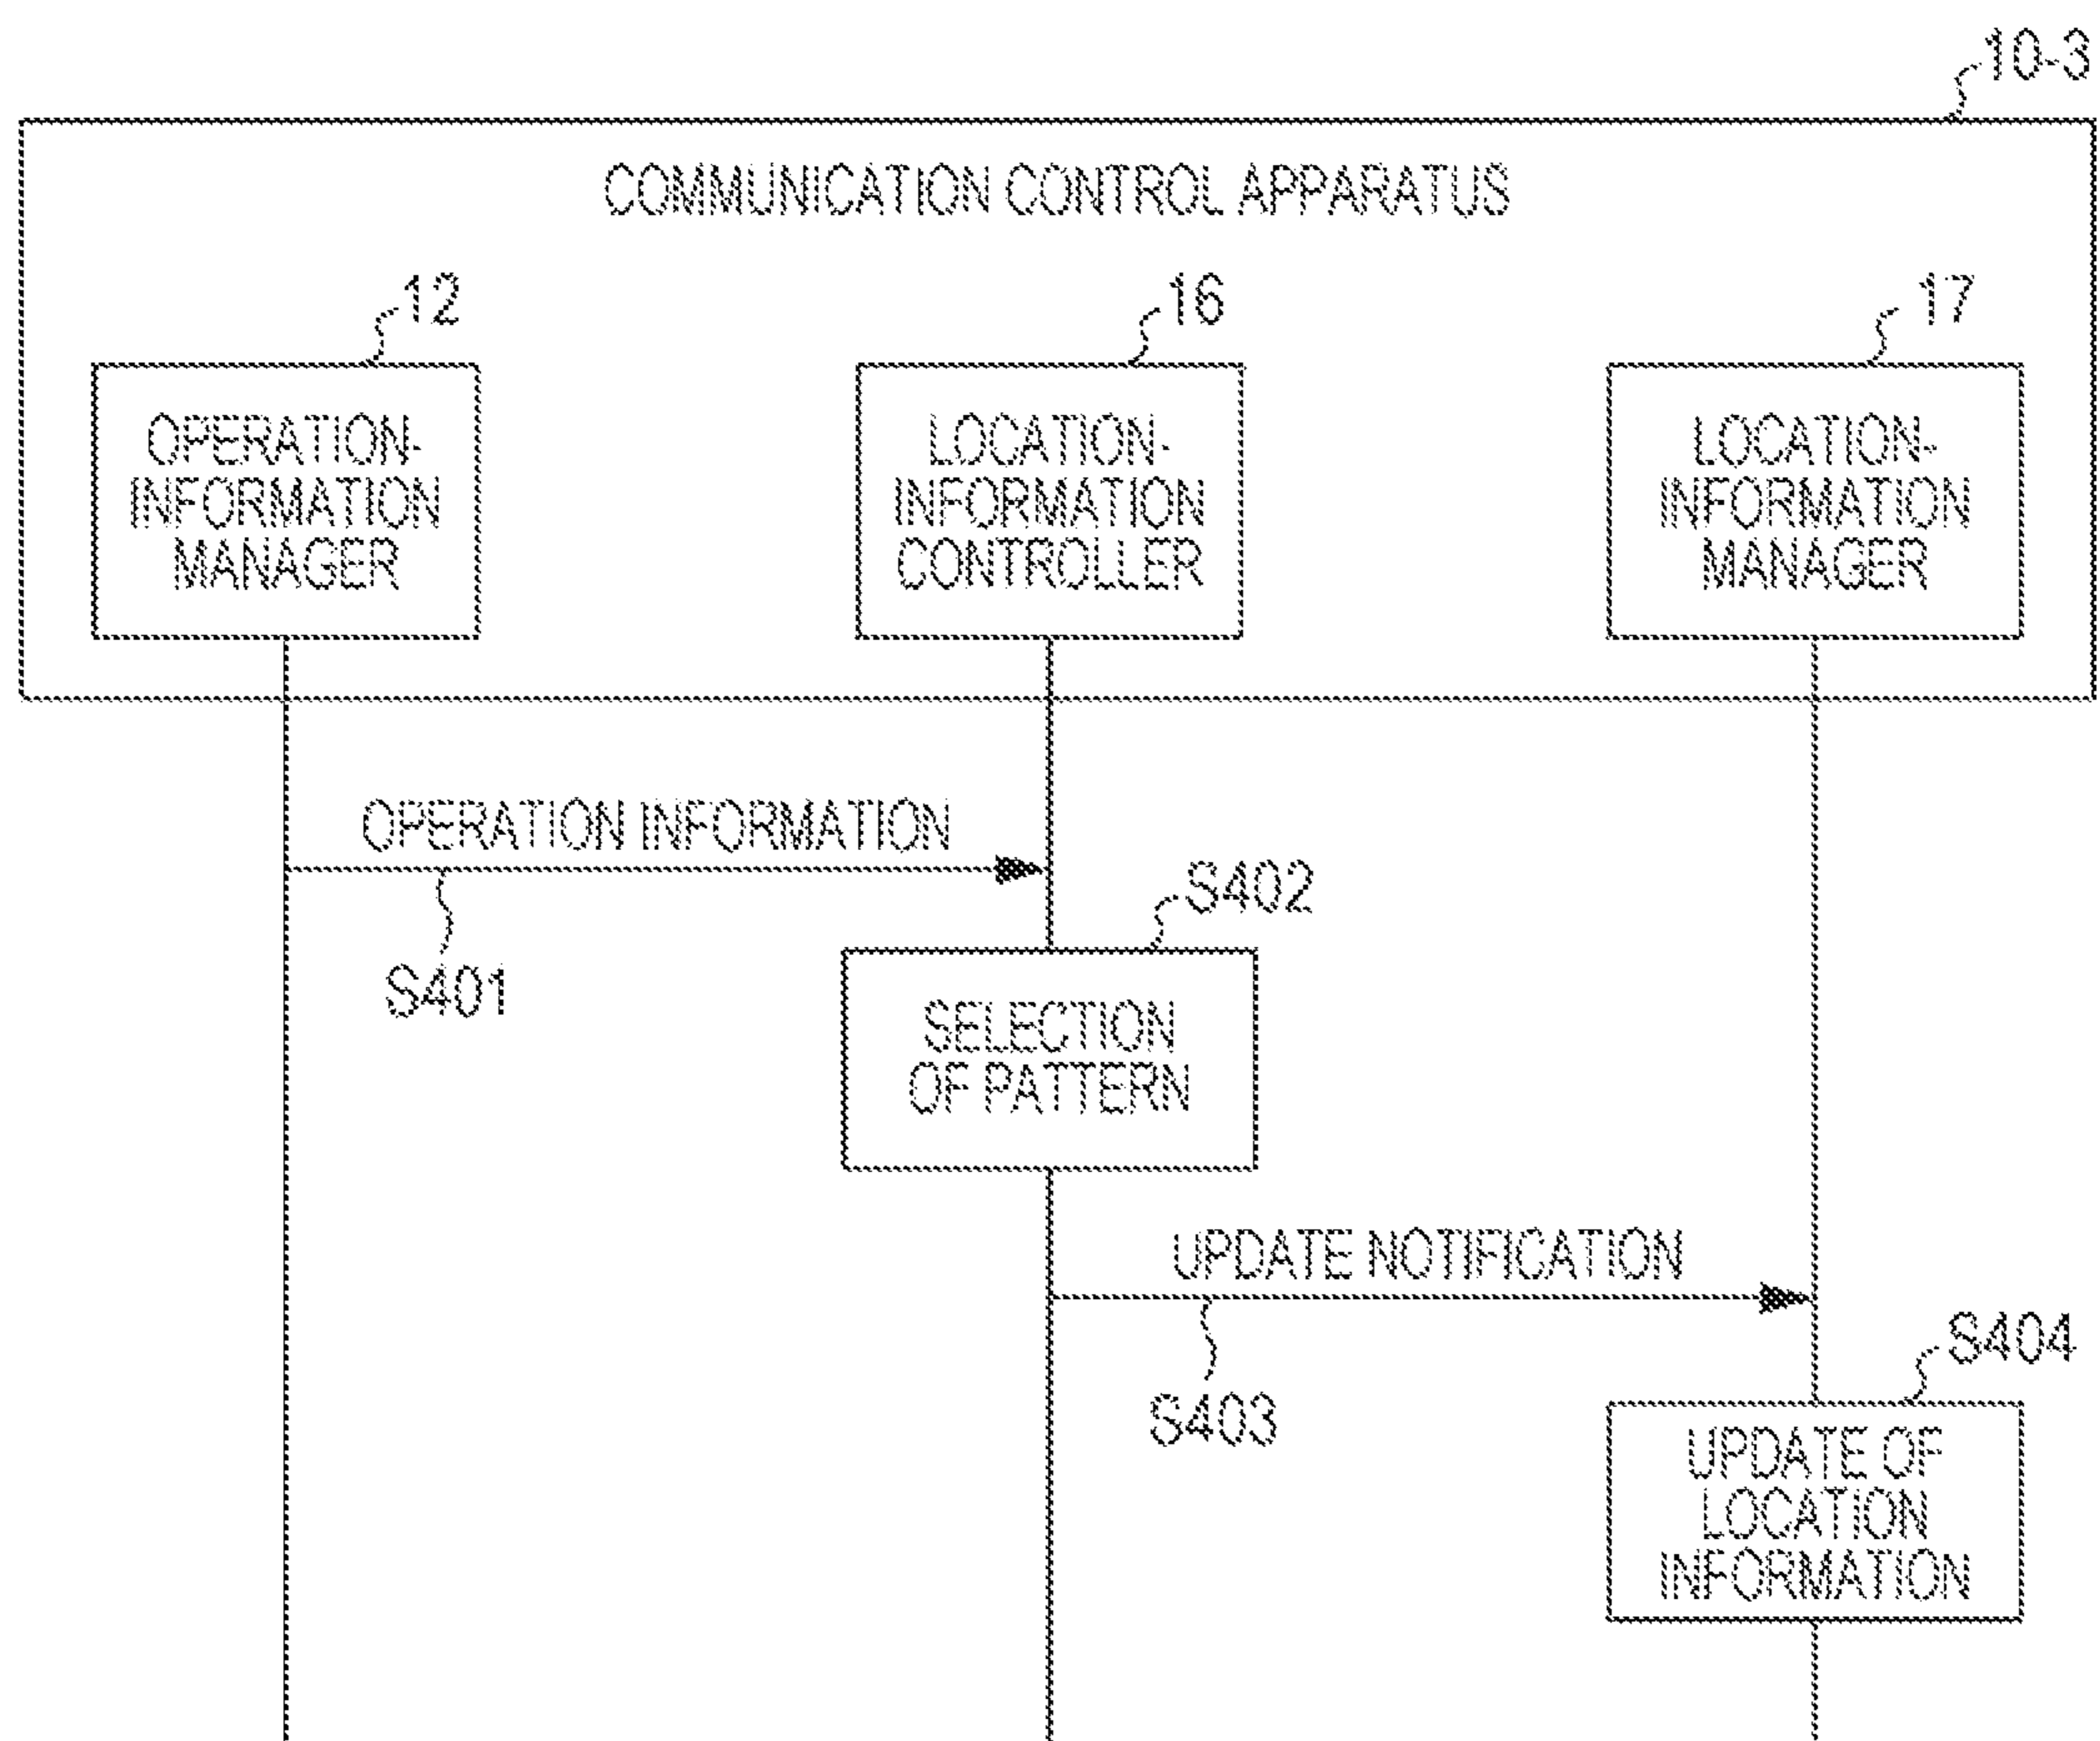 10-3
COMMUNICATION CONTROL APPARATUS
12
16
17
OPERATION-
INFORMATION
MANAGER
LOCATION-
INFORMATION
CONTROLLER
LOCATION-
INFORMATION
MANAGER
OPERATION INFORMATION
S401
S402
SELECTION
OF PATTERN
UPDATE NOTIFICATION
S403
S404
UPDATE OF
LOCATION
INFORMATION